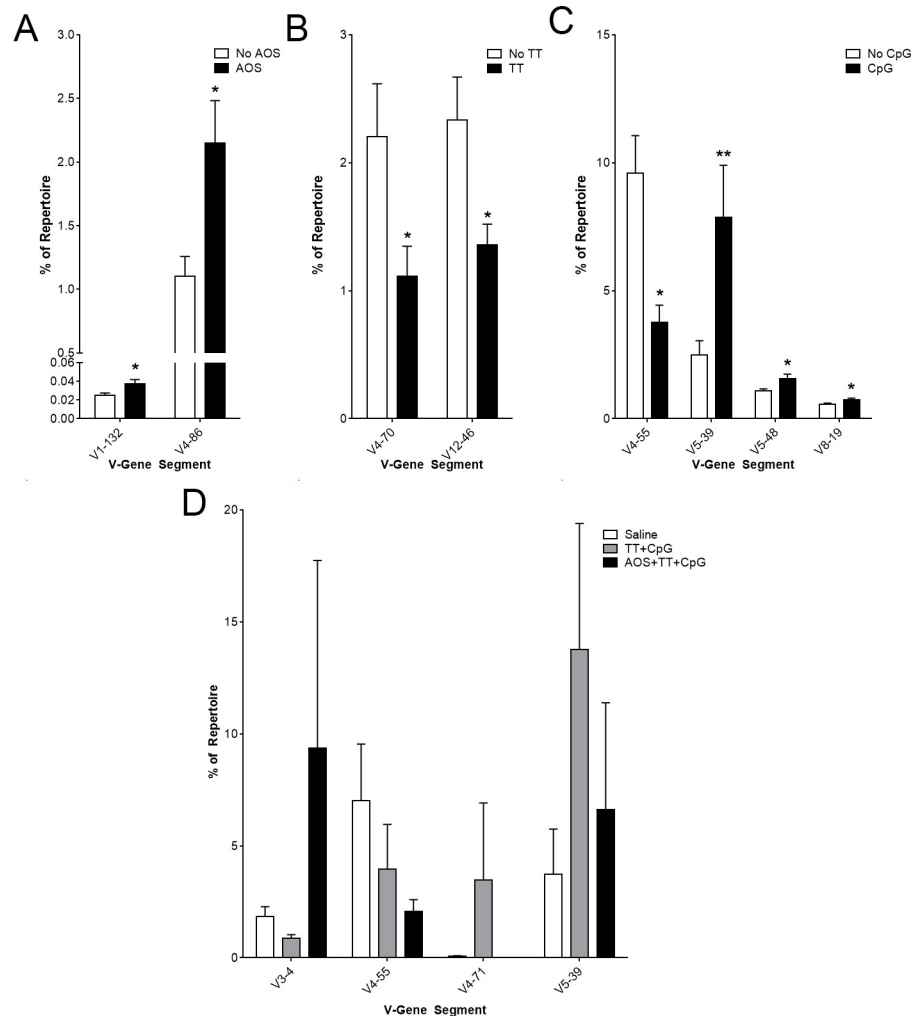 A
No AOS
AOS
% of Repertoire
3.0
2.5
2.0
1.5
1.0
0.5
0.06
0.04
0.02
0.00
*
*
V1-132
V4-86
V-Gene Segment
B
No TT
TT
% of Repertoire
3
2
1
0
*
*
V4-70
V12-46
V-Gene Segment
C
No CpG
CpG
% of Repertoire
15
10
5
0
*
**
*
*
V4-55
V5-39
V5-48
V8-19
V-Gene Segment
D
Saline
TT+CpG
AOS+TT+CpG
% of Repertoire
20
15
10
5
0
V3-4
V4-55
V4-71
V5-39
V-Gene Segment